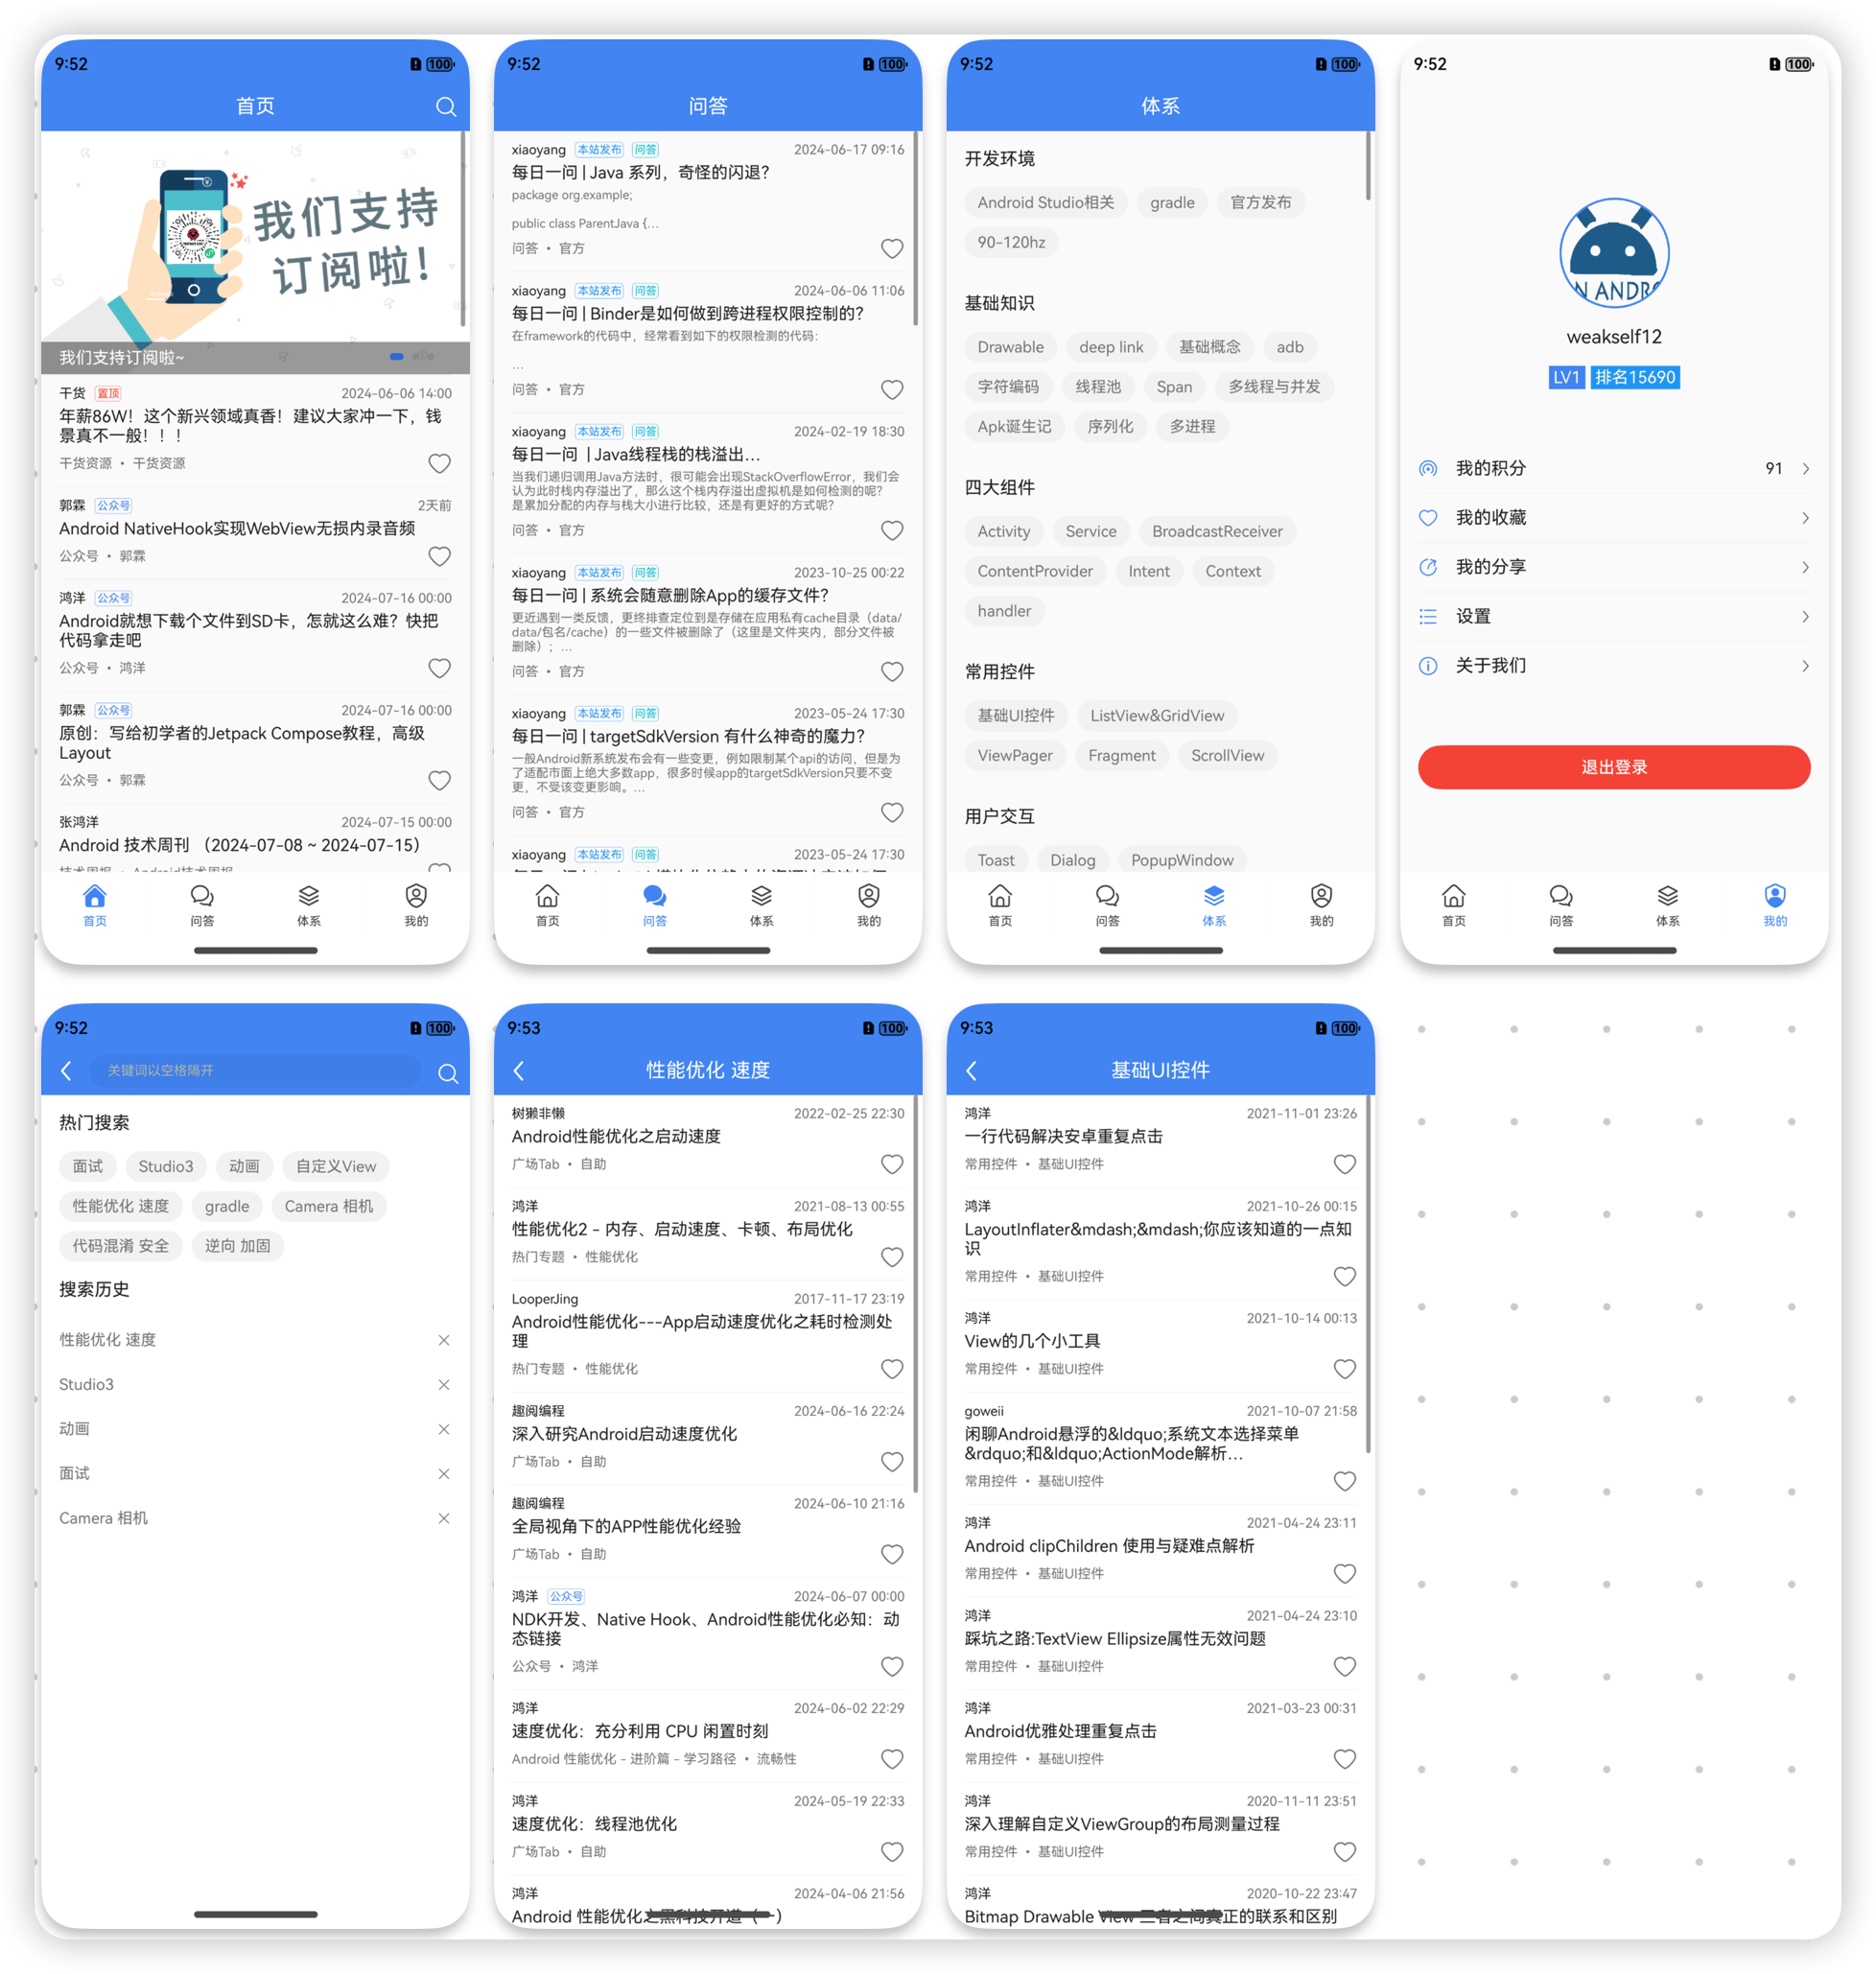 9:52
100
首页
我们支持
订阅啦!
我们支持订阅啦~
干货 置顶 2024-06-06 14:00
年薪86W！这个新兴领域真香！建议大家冲一下，钱
景真不一般！！！
干货资源 • 干货资源
郭霖 公众号 2天前
Android NativeHook实现WebView无损内录音频
公众号 • 郭霖
鸿洋 公众号 2024-07-16 00:00
Android就想下载个文件到SD卡，怎就这么难？快把
代码拿走吧
公众号 • 鸿洋
郭霖 公众号 2024-07-16 00:00
原创：写给初学者的Jetpack Compose教程，高级
Layout
公众号 • 郭霖
张鸿洋 2024-07-15 00:00
Android 技术周刊 （2024-07-08 ~ 2024-07-15）
首页 问答 体系 我的
9:52
100
问答
xiaoyang 本站发布 问答 2024-06-17 09:16
每日一问 | Java 系列，奇怪的闪退？
package org.example;
public class ParentJava {...
问答 • 官方
xiaoyang 本站发布 问答 2024-06-06 11:06
每日一问 | Binder是如何做到跨进程权限控制的？
在framework的代码中，经常看到如下的权限检测的代码：
...
问答 • 官方
xiaoyang 本站发布 问答 2024-02-19 18:30
每日一问 | Java线程栈的栈溢出...
当我们递归调用Java方法时，很可能会出现StackOverflowError，我们会
认为此时栈内存溢出了，那么这个栈内存溢出虚拟机是如何检测的呢？
是累加分配的内存与栈大小进行比较，还是有更好的方式呢？
问答 • 官方
xiaoyang 本站发布 问答 2023-10-25 00:22
每日一问 | 系统会随意删除App的缓存文件？
更近遇到一类反馈，更终排查定位到是存储在应用私有cache目录（data/
data/包名/cache）的一些文件被删除了（这里是文件夹内，部分文件被
删除）；...
问答 • 官方
xiaoyang 本站发布 问答 2023-05-24 17:30
每日一问 | targetSdkVersion 有什么神奇的魔力？
一般Android新系统发布会有一些变更，例如限制某个api的访问，但是为
了适配市面上绝大多数app，很多时候app的targetSdkVersion只要不变
更，不受该变更影响。...
问答 • 官方
xiaoyang 本站发布 问答 2023-05-24 17:30
首页 问答 体系 我的
9:52
100
体系
开发环境
Android Studio相关 gradle 官方发布
90-120hz
基础知识
Drawable deep link 基础概念 adb
字符编码 线程池 Span 多线程与并发
Apk诞生记 序列化 多进程
四大组件
Activity Service BroadcastReceiver
ContentProvider Intent Context
handler
常用控件
基础UI控件 ListView&GridView
ViewPager Fragment ScrollView
用户交互
Toast Dialog PopupWindow
首页 问答 体系 我的
9:52
100
N ANDRO
weakself12
LV1 排名15690
我的积分 91
我的收藏
我的分享
设置
关于我们
退出登录
首页 问答 体系 我的
9:52
100
关键词以空格隔开
热门搜索
面试 Studio3 动画 自定义View
性能优化 速度 gradle Camera 相机
代码混淆 安全 逆向 加固
搜索历史
性能优化 速度
Studio3
动画
面试
Camera 相机
9:53
100
性能优化 速度
树獭非懒 2022-02-25 22:30
Android性能优化之启动速度
广场Tab • 自助
鸿洋 2021-08-13 00:55
性能优化2 - 内存、启动速度、卡顿、布局优化
热门专题 • 性能优化
LooperJing 2017-11-17 23:19
Android性能优化---App启动速度优化之耗时检测处
理
热门专题 • 性能优化
趣阅编程 2024-06-16 22:24
深入研究Android启动速度优化
广场Tab • 自助
趣阅编程 2024-06-10 21:16
全局视角下的APP性能优化经验
广场Tab • 自助
鸿洋 公众号 2024-06-07 00:00
NDK开发、Native Hook、Android性能优化必知：动
态链接
公众号 • 鸿洋
鸿洋 2024-06-02 22:29
速度优化：充分利用 CPU 闲置时刻
Android 性能优化 - 进阶篇 - 学习路径 • 流畅性
鸿洋 2024-05-19 22:33
速度优化：线程池优化
广场Tab • 自助
鸿洋 2024-04-06 21:56
Android 性能优化之黑科技开道（一）
9:53
100
基础UI控件
鸿洋 2021-11-01 23:26
一行代码解决安卓重复点击
常用控件 • 基础UI控件
鸿洋 2021-10-26 00:15
LayoutInflater&mdash;&mdash;你应该知道的一点知
识
常用控件 • 基础UI控件
鸿洋 2021-10-14 00:13
View的几个小工具
常用控件 • 基础UI控件
goweii 2021-10-07 21:58
闲聊Android悬浮的&ldquo;系统文本选择菜单
&rdquo;和&ldquo;ActionMode解析...
常用控件 • 基础UI控件
鸿洋 2021-04-24 23:11
Android clipChildren 使用与疑难点解析
常用控件 • 基础UI控件
鸿洋 2021-04-24 23:10
踩坑之路:TextView Ellipsize属性无效问题
常用控件 • 基础UI控件
鸿洋 2021-03-23 00:31
Android优雅处理重复点击
常用控件 • 基础UI控件
鸿洋 2020-11-11 23:51
深入理解自定义ViewGroup的布局测量过程
常用控件 • 基础UI控件
鸿洋 2020-10-22 23:47
Bitmap Drawable View 三者之间真正的联系和区别